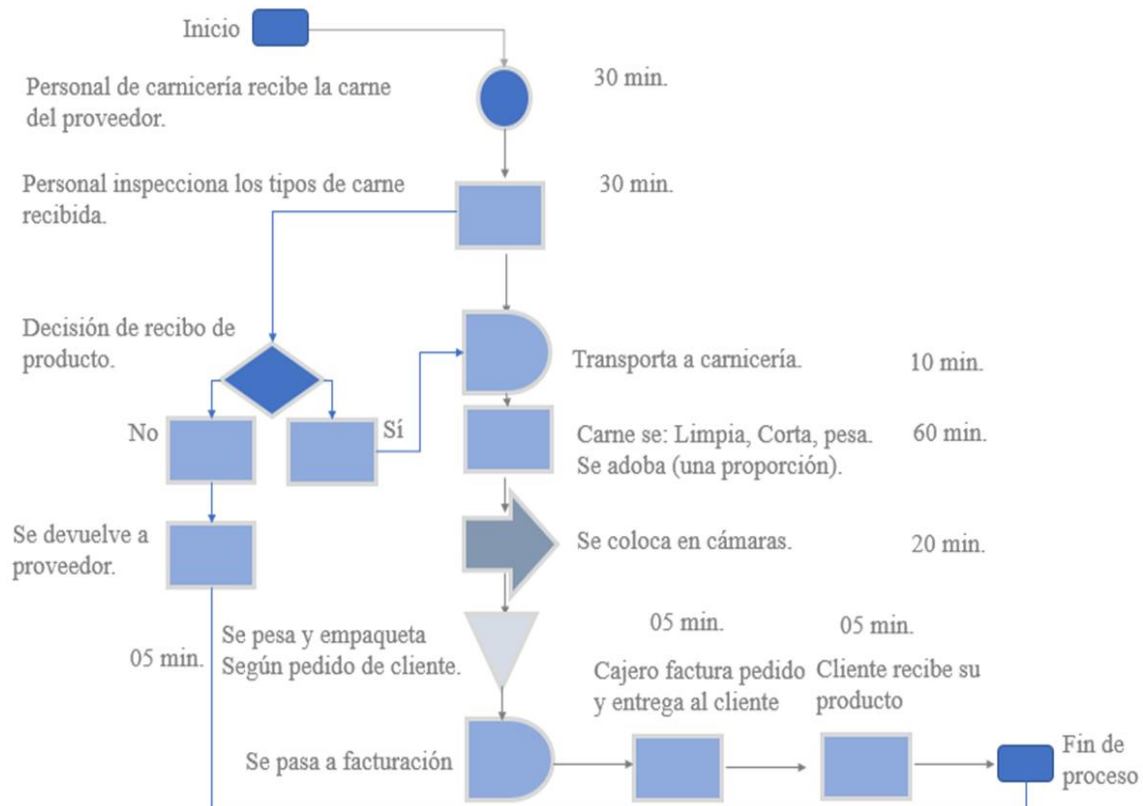 Inicio
Personal de carnicería recibe la carne
del proveedor.
30 min.
Personal inspecciona los tipos de carne
recibida.
30 min.
Decisión de recibo de
producto.
Transporta a carnicería.
10 min.
No
Sí
Carne se: Limpia, Corta, pesa.
Se adoba (una proporción).
60 min.
Se devuelve a
proveedor.
Se coloca en cámaras.
20 min.
05 min.
Se pesa y empaqueta
Según pedido de cliente.
05 min.
Cajero factura pedido
y entrega al cliente
05 min.
Cliente recibe su
producto
Se pasa a facturación
Fin de
proceso